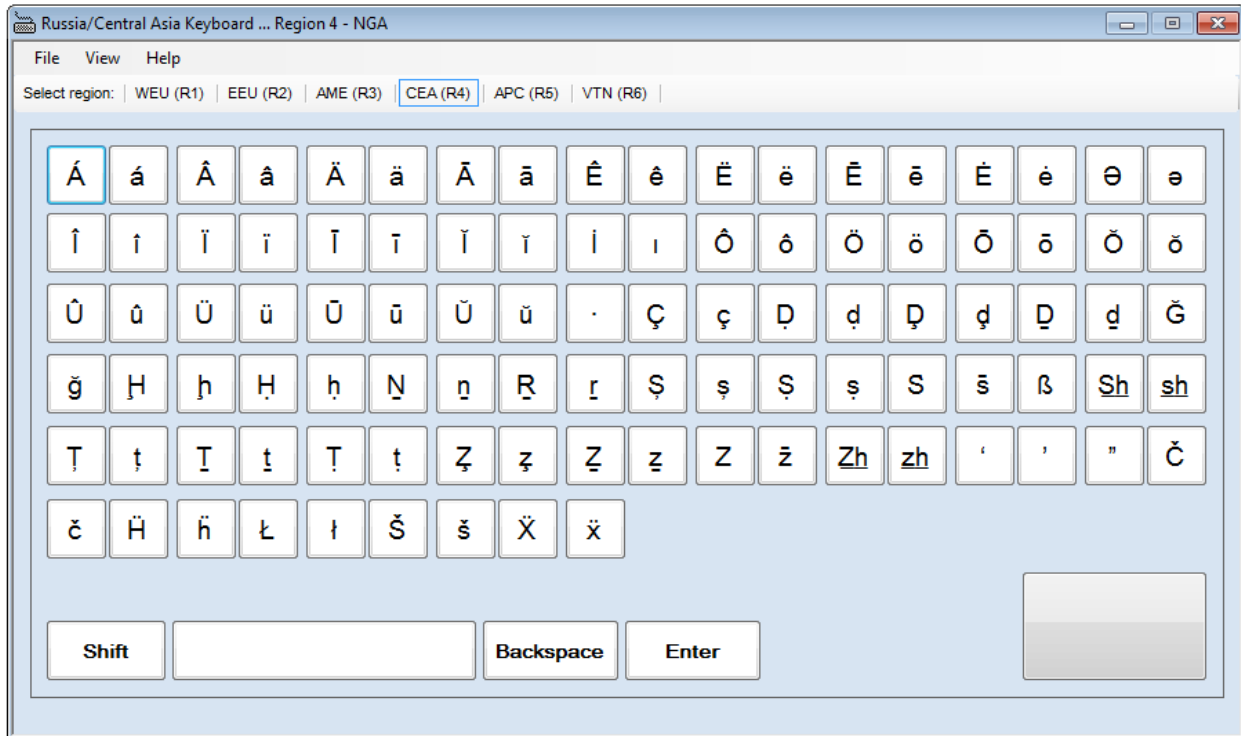 Russia/Central Asia Keyboard ... Region 4 - NGA
File View Help
Select region: WEU (R1) EEU (R2) AME (R3) CEA (R4) APC (R5) VTN (R6)
Á á Â â Ä ä Ā ā Ê ê Ë ë Ē ē Ė ė Ə ə
Î î Ï ï Ī ī Ĭ ĭ İ ı Ô ô Ö ö Ō ō Ŏ ŏ
Û û Ü ü Ū ū Ŭ ŭ · Ç ç Ḍ ḍ Ḑ ḑ Ḏ ḏ Ğ
ğ Ḩ ḩ Ḥ ḥ Ṉ ṉ Ṟ ṟ Ș ș Ṣ ṣ S s̄ ß S̲h̲ s̲h̲
Ț ț Ṯ ṯ Ṭ ṭ Z̧ z̧ Ẕ ẕ Z z̄ Z̲h̲ z̲h̲ ‘ ’ ” Č
č Ḧ ḧ Ł ł Š š Ẍ ẍ
Shift Backspace Enter